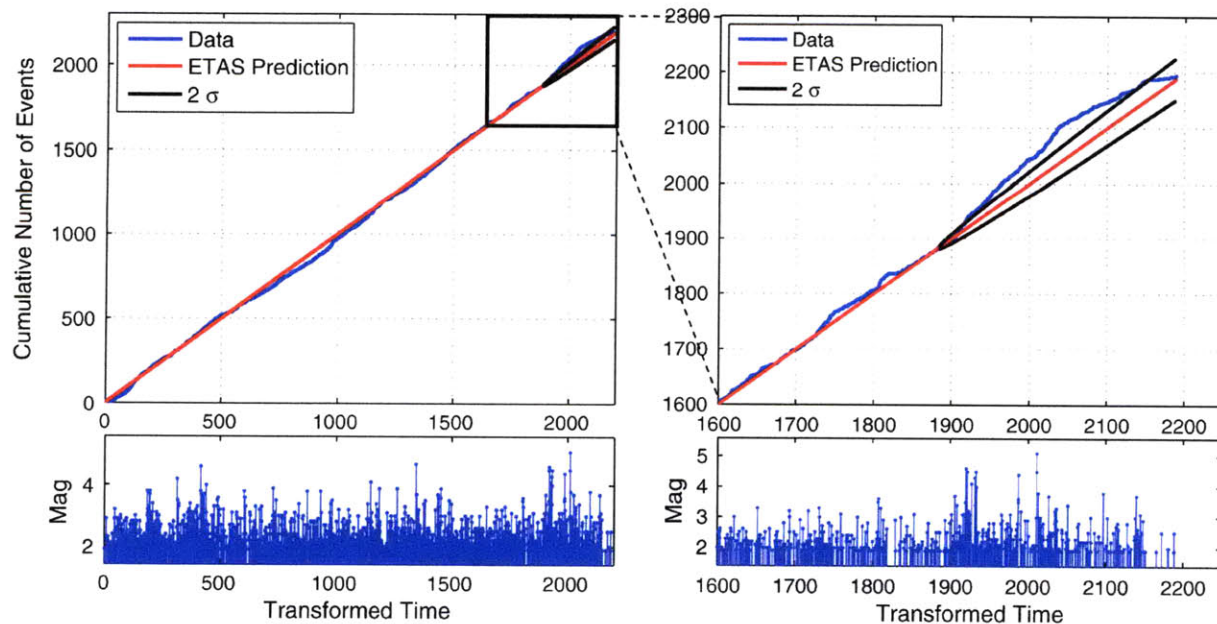 Data
ETAS Prediction
2 σ
Cumulative Number of Events
2000
1500
1000
500
0
0 500 1000 1500 2000
Mag
4
2
0 500 1000 1500 2000
Transformed Time
Data
ETAS Prediction
2 σ
2300
2200
2100
2000
1900
1800
1700
1600
1600 1700 1800 1900 2000 2100 2200
Mag
5
4
3
2
1600 1700 1800 1900 2000 2100 2200
Transformed Time